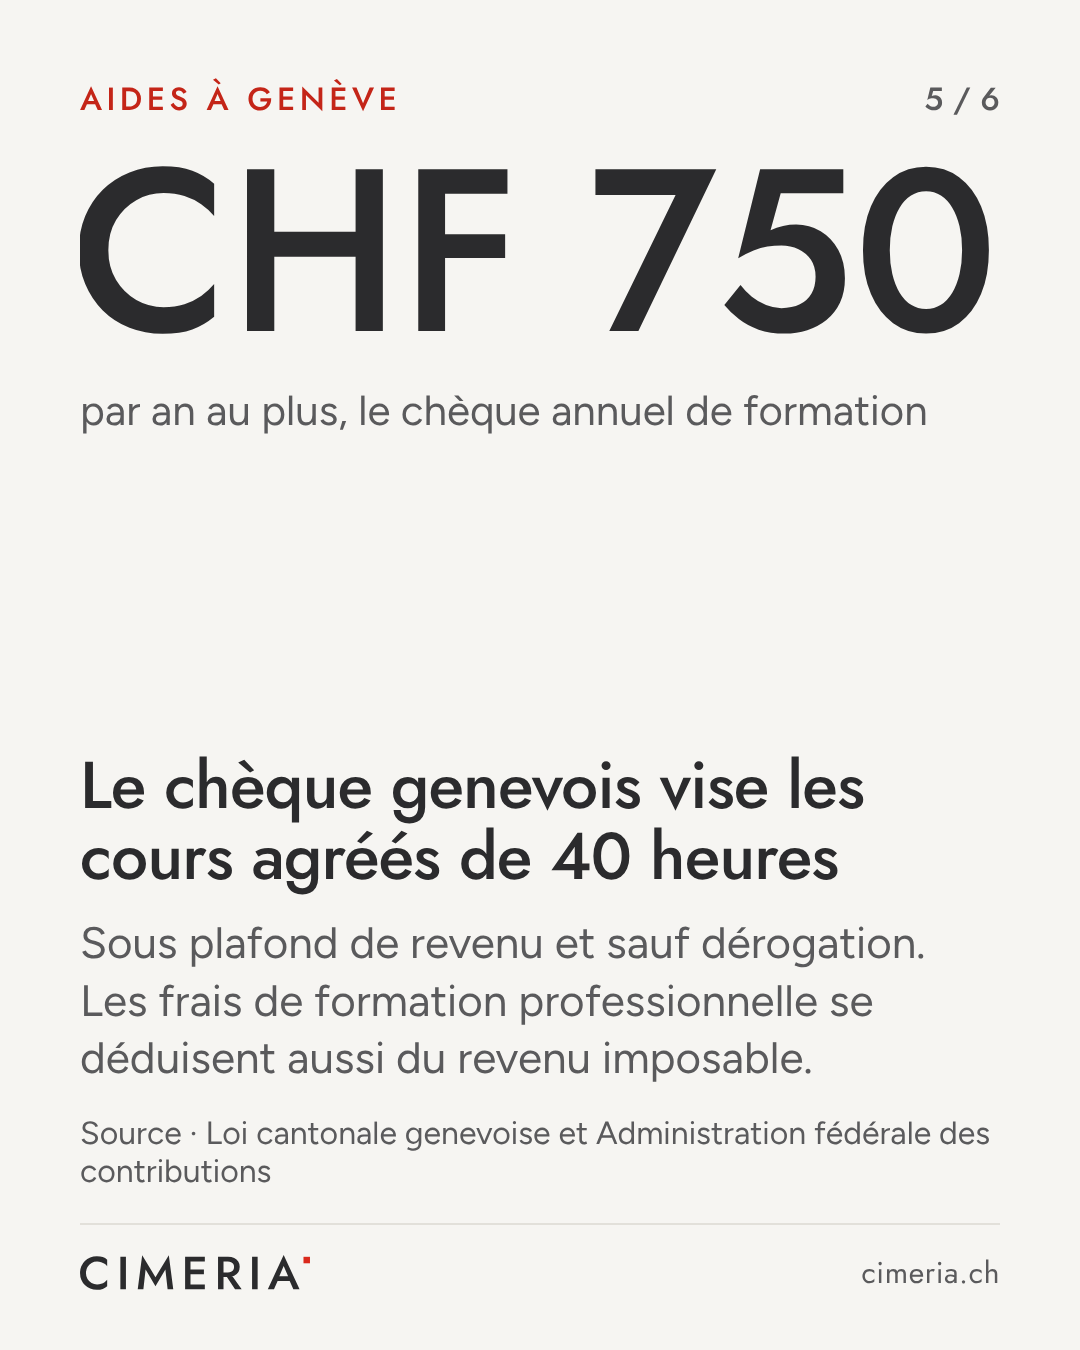 AIDES À GENÈVE
5 / 6
CHF 750
par an au plus, le chèque annuel de formation
Le chèque genevois vise les
cours agréés de 40 heures
Sous plafond de revenu et sauf dérogation.
Les frais de formation professionnelle se
déduisent aussi du revenu imposable.
Source · Loi cantonale genevoise et Administration fédérale des
contributions
CIMERIA
cimeria.ch